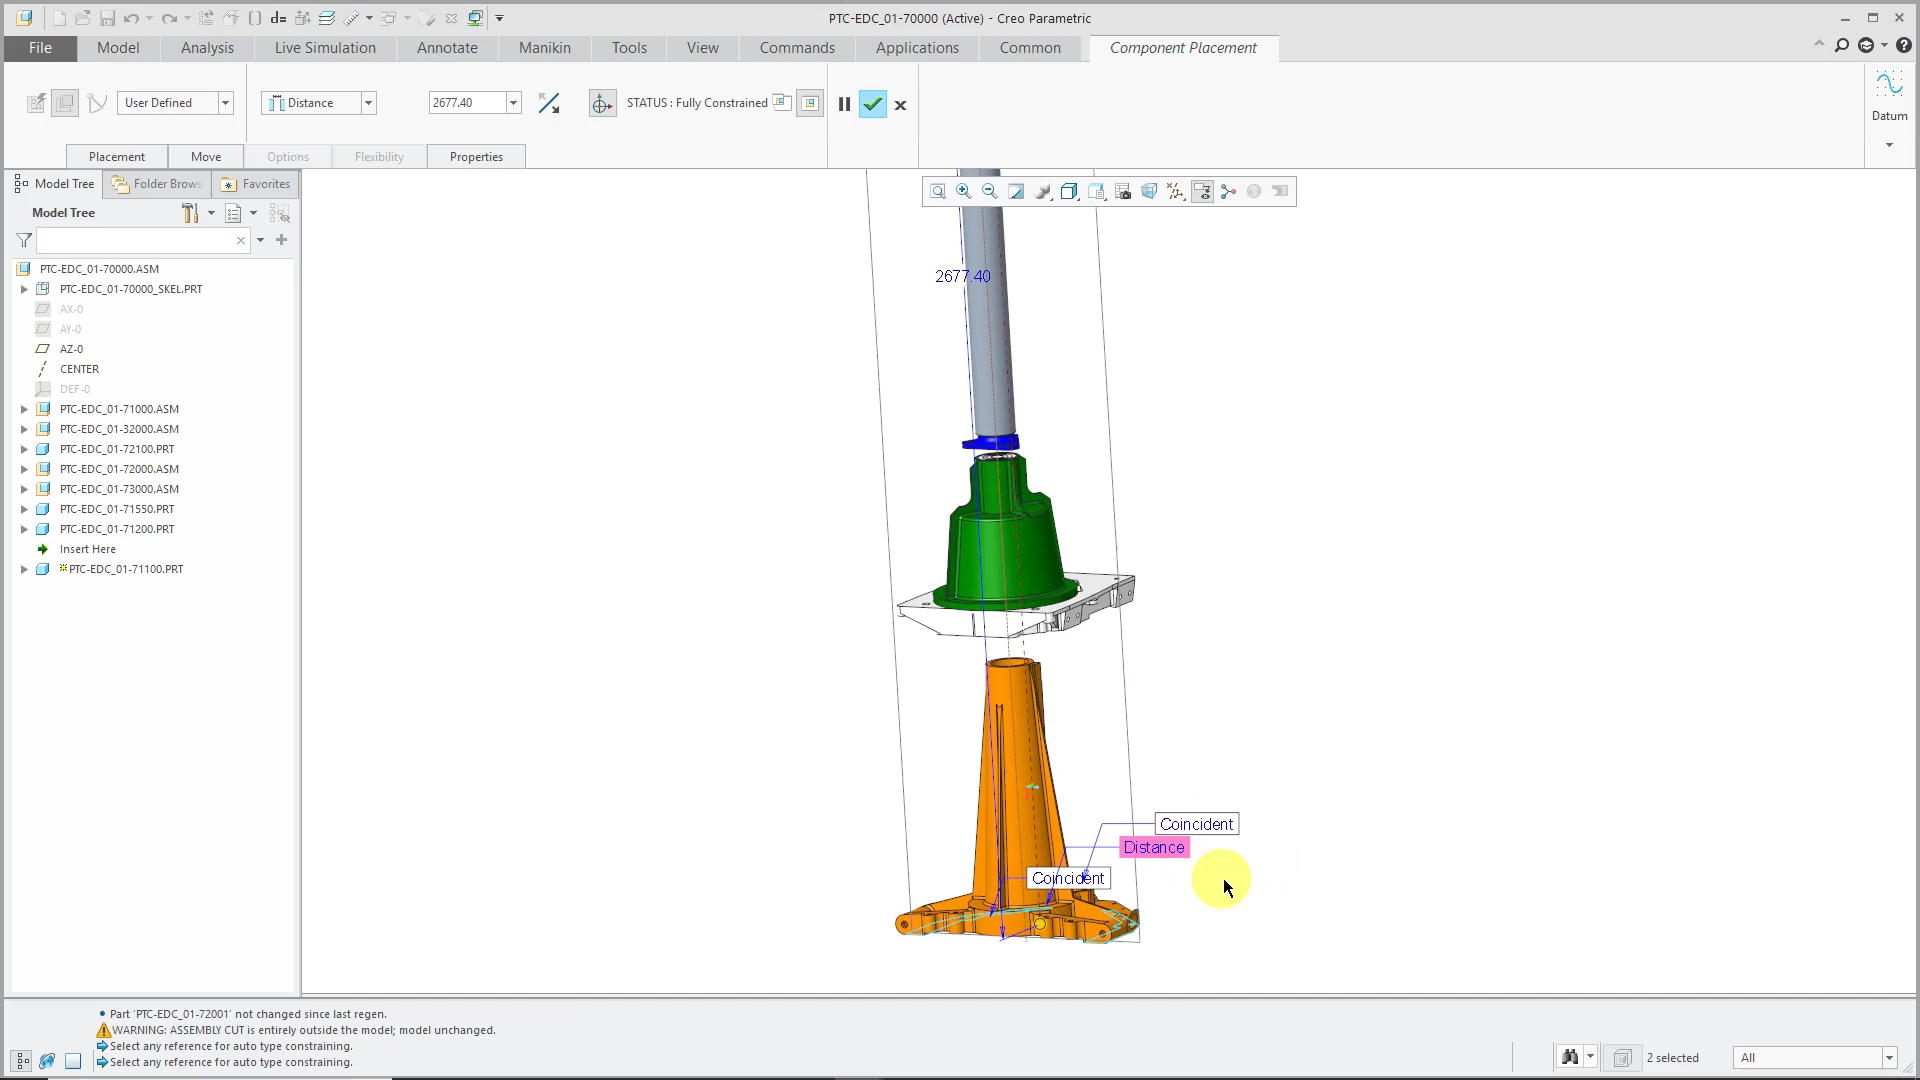 PTC-EDC_01-70000 (Active) - Creo Parametric
File
Model
Analysis
Live Simulation
Annotate
Manikin
Tools
View
Commands
Applications
Common
Component Placement
User Defined
Distance
2677.40
STATUS : Fully Constrained
Datum
Placement
Move
Options
Flexibility
Properties
Model Tree
Folder Brows
Favorites
Model Tree
PTC-EDC_01-70000.ASM
PTC-EDC_01-70000_SKEL.PRT
AX-0
AY-0
AZ-0
CENTER
DEF-0
PTC-EDC_01-71000.ASM
PTC-EDC_01-32000.ASM
PTC-EDC_01-72100.PRT
PTC-EDC_01-72000.ASM
PTC-EDC_01-73000.ASM
PTC-EDC_01-71550.PRT
PTC-EDC_01-71200.PRT
Insert Here
PTC-EDC_01-71100.PRT
2677.40
Coincident
Distance
Coincident
Part 'PTC-EDC_01-72001' not changed since last regen.
WARNING: ASSEMBLY CUT is entirely outside the model; model unchanged.
Select any reference for auto type constraining.
Select any reference for auto type constraining.
2 selected
All